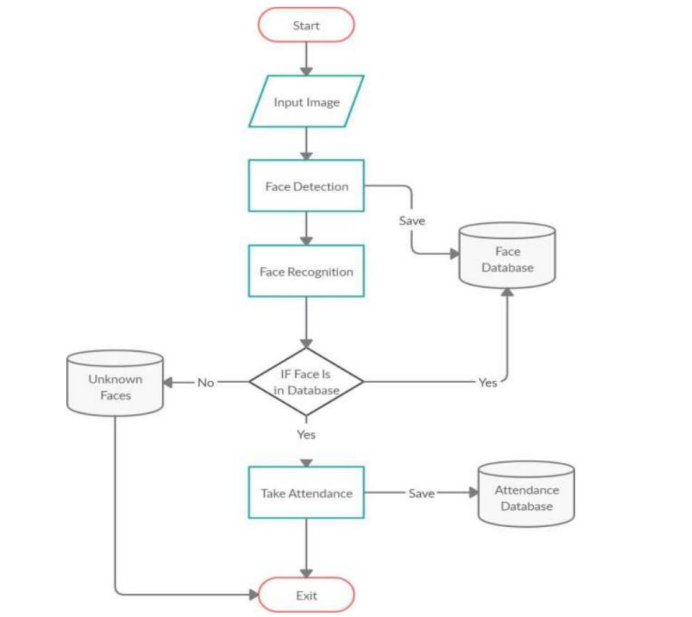 Start
Input Image
Face Detection
Save
Face
Database
Face Recognition
IF Face Is
in Database
No
Unknown
Faces
Yes
Yes
Take Attendance
Save
Attendance
Database
Exit